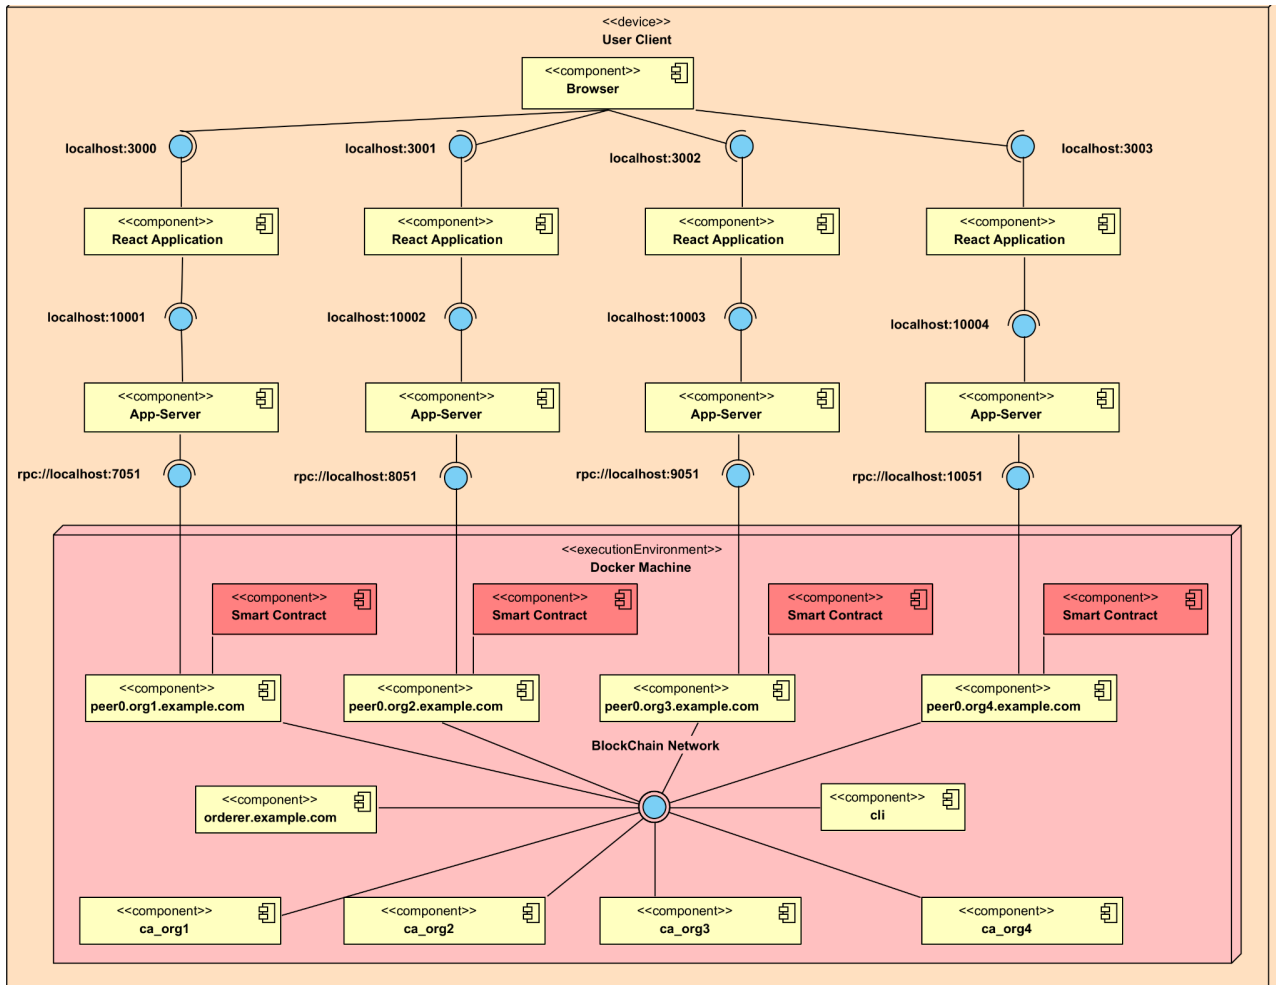 <<device>>
User Client
<<component>>
Browser
localhost:3000
localhost:3001
localhost:3002
localhost:3003
<<component>>
React Application
<<component>>
React Application
<<component>>
React Application
<<component>>
React Application
localhost:10001
localhost:10002
localhost:10003
localhost:10004
<<component>>
App-Server
<<component>>
App-Server
<<component>>
App-Server
<<component>>
App-Server
rpc://localhost:7051
rpc://localhost:8051
rpc://localhost:9051
rpc://localhost:10051
<<executionEnvironment>>
Docker Machine
<<component>>
Smart Contract
<<component>>
Smart Contract
<<component>>
Smart Contract
<<component>>
Smart Contract
<<component>>
peer0.org1.example.com
<<component>>
peer0.org2.example.com
<<component>>
peer0.org3.example.com
<<component>>
peer0.org4.example.com
BlockChain Network
<<component>>
orderer.example.com
<<component>>
cli
<<component>>
ca_org1
<<component>>
ca_org2
<<component>>
ca_org3
<<component>>
ca_org4